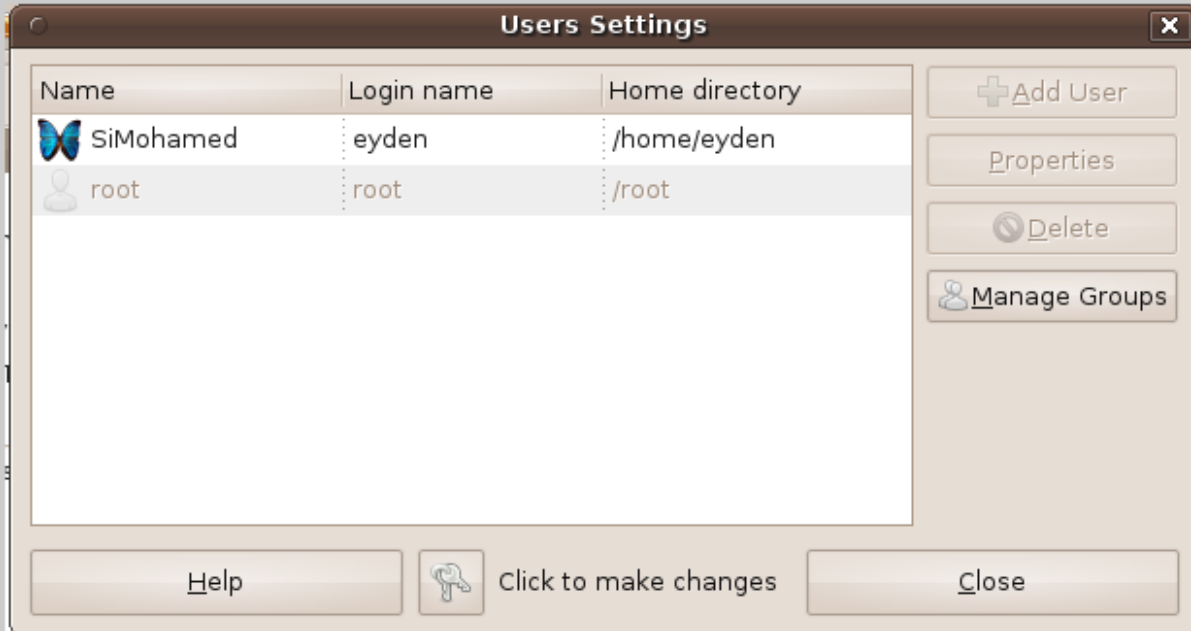 Users Settings
Name Login name Home directory
Add User
SiMohamed eyden /home/eyden
Properties
root root /root
Delete
Manage Groups
Help Click to make changes Close